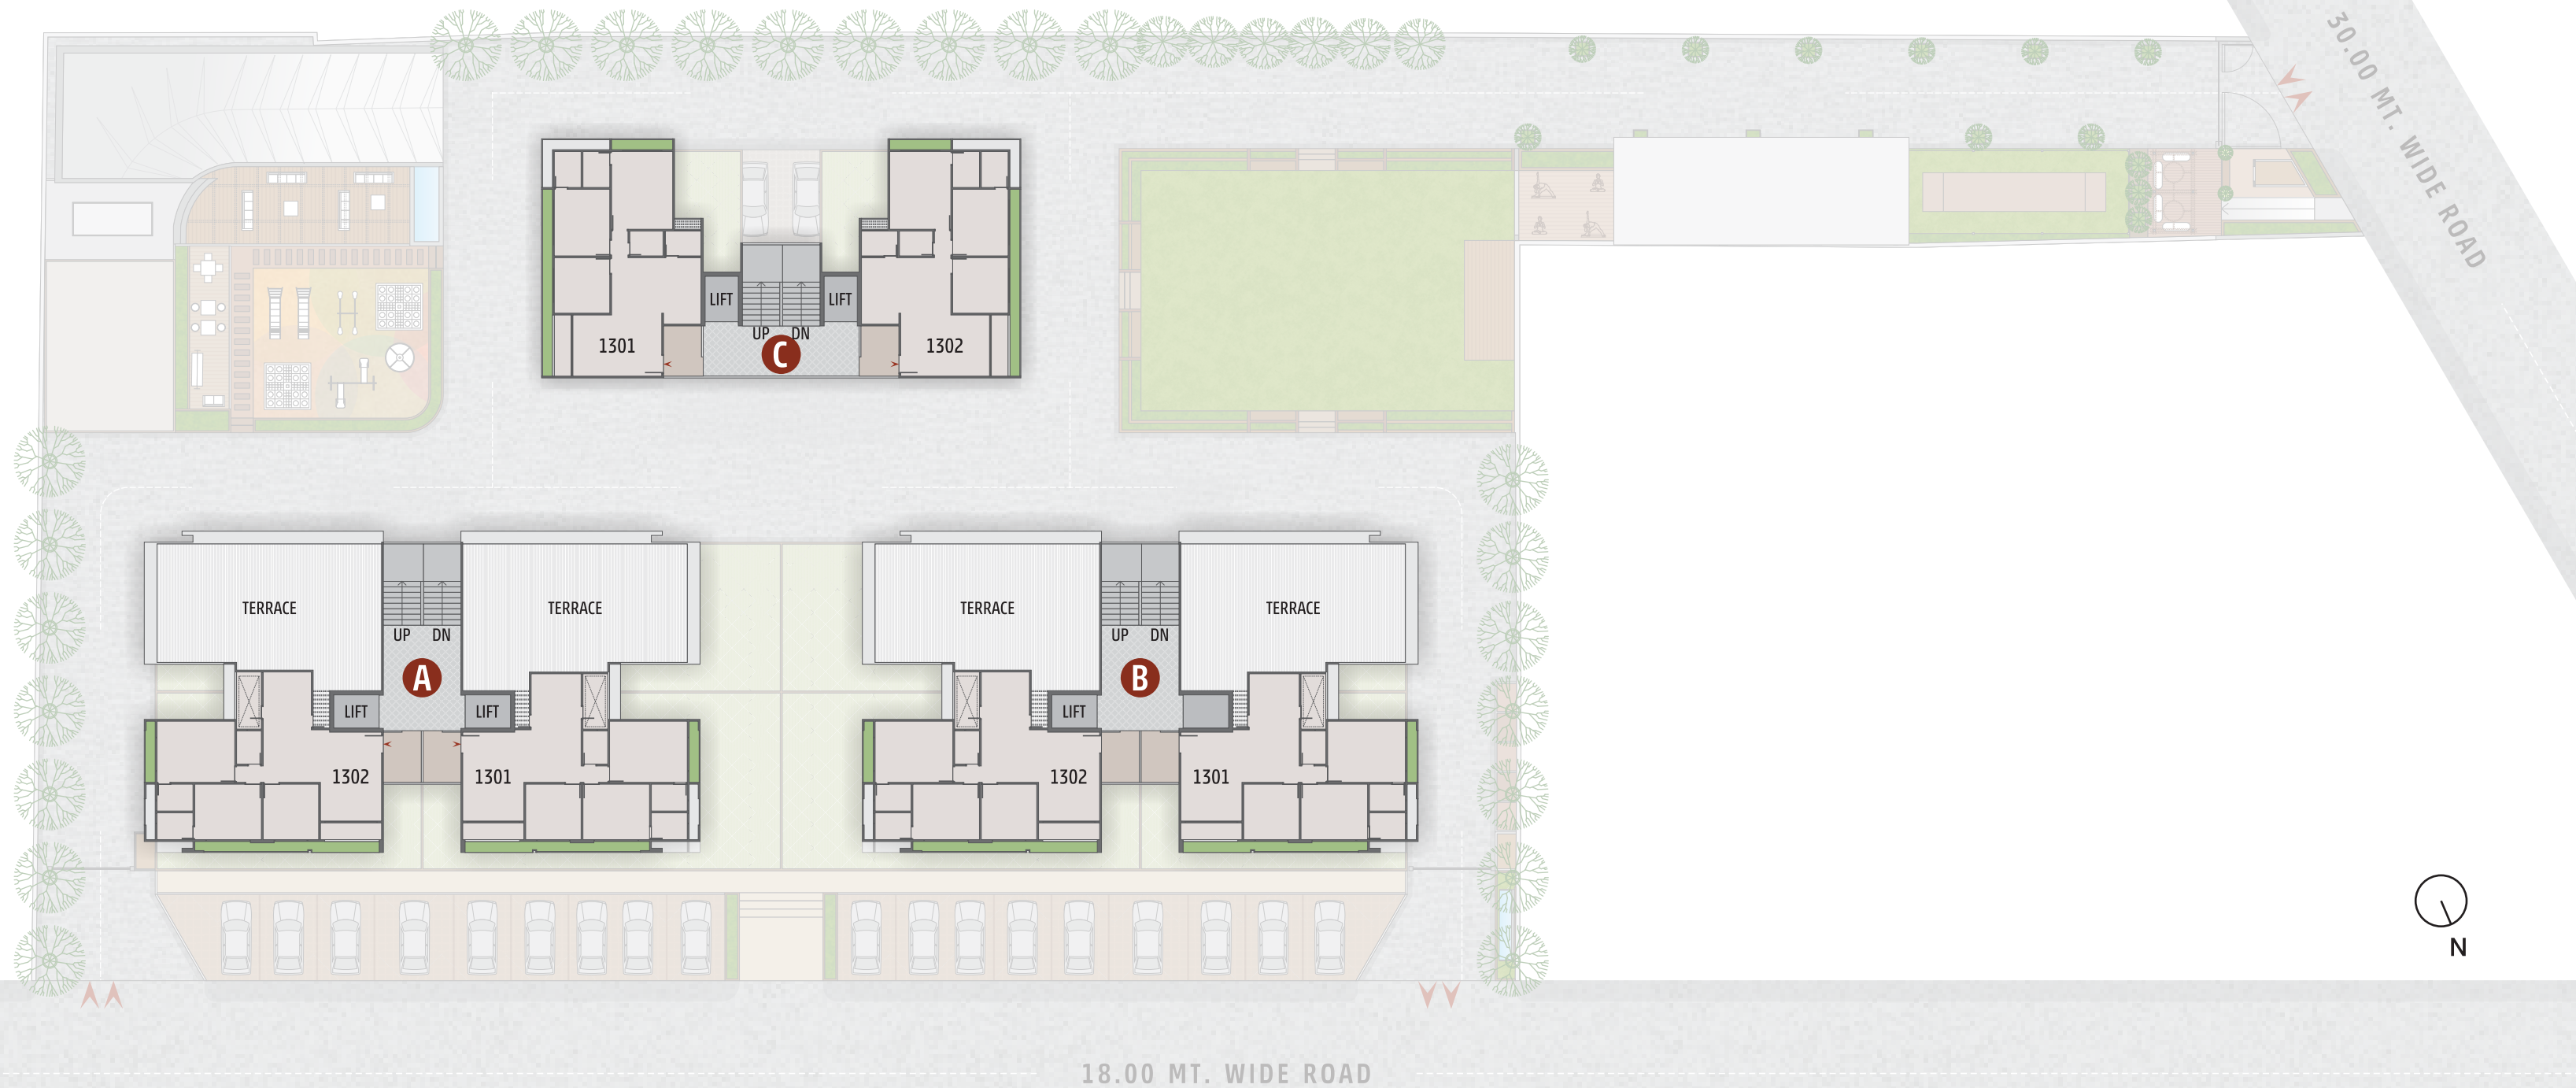 30.00 MT. WIDE ROAD
LIFT
LIFT
UP
DN
1301
C
1302
TERRACE
TERRACE
UP
DN
A
LIFT
LIFT
1302
1301
TERRACE
TERRACE
UP
DN
B
LIFT
1302
1301
N
18.00 MT. WIDE ROAD